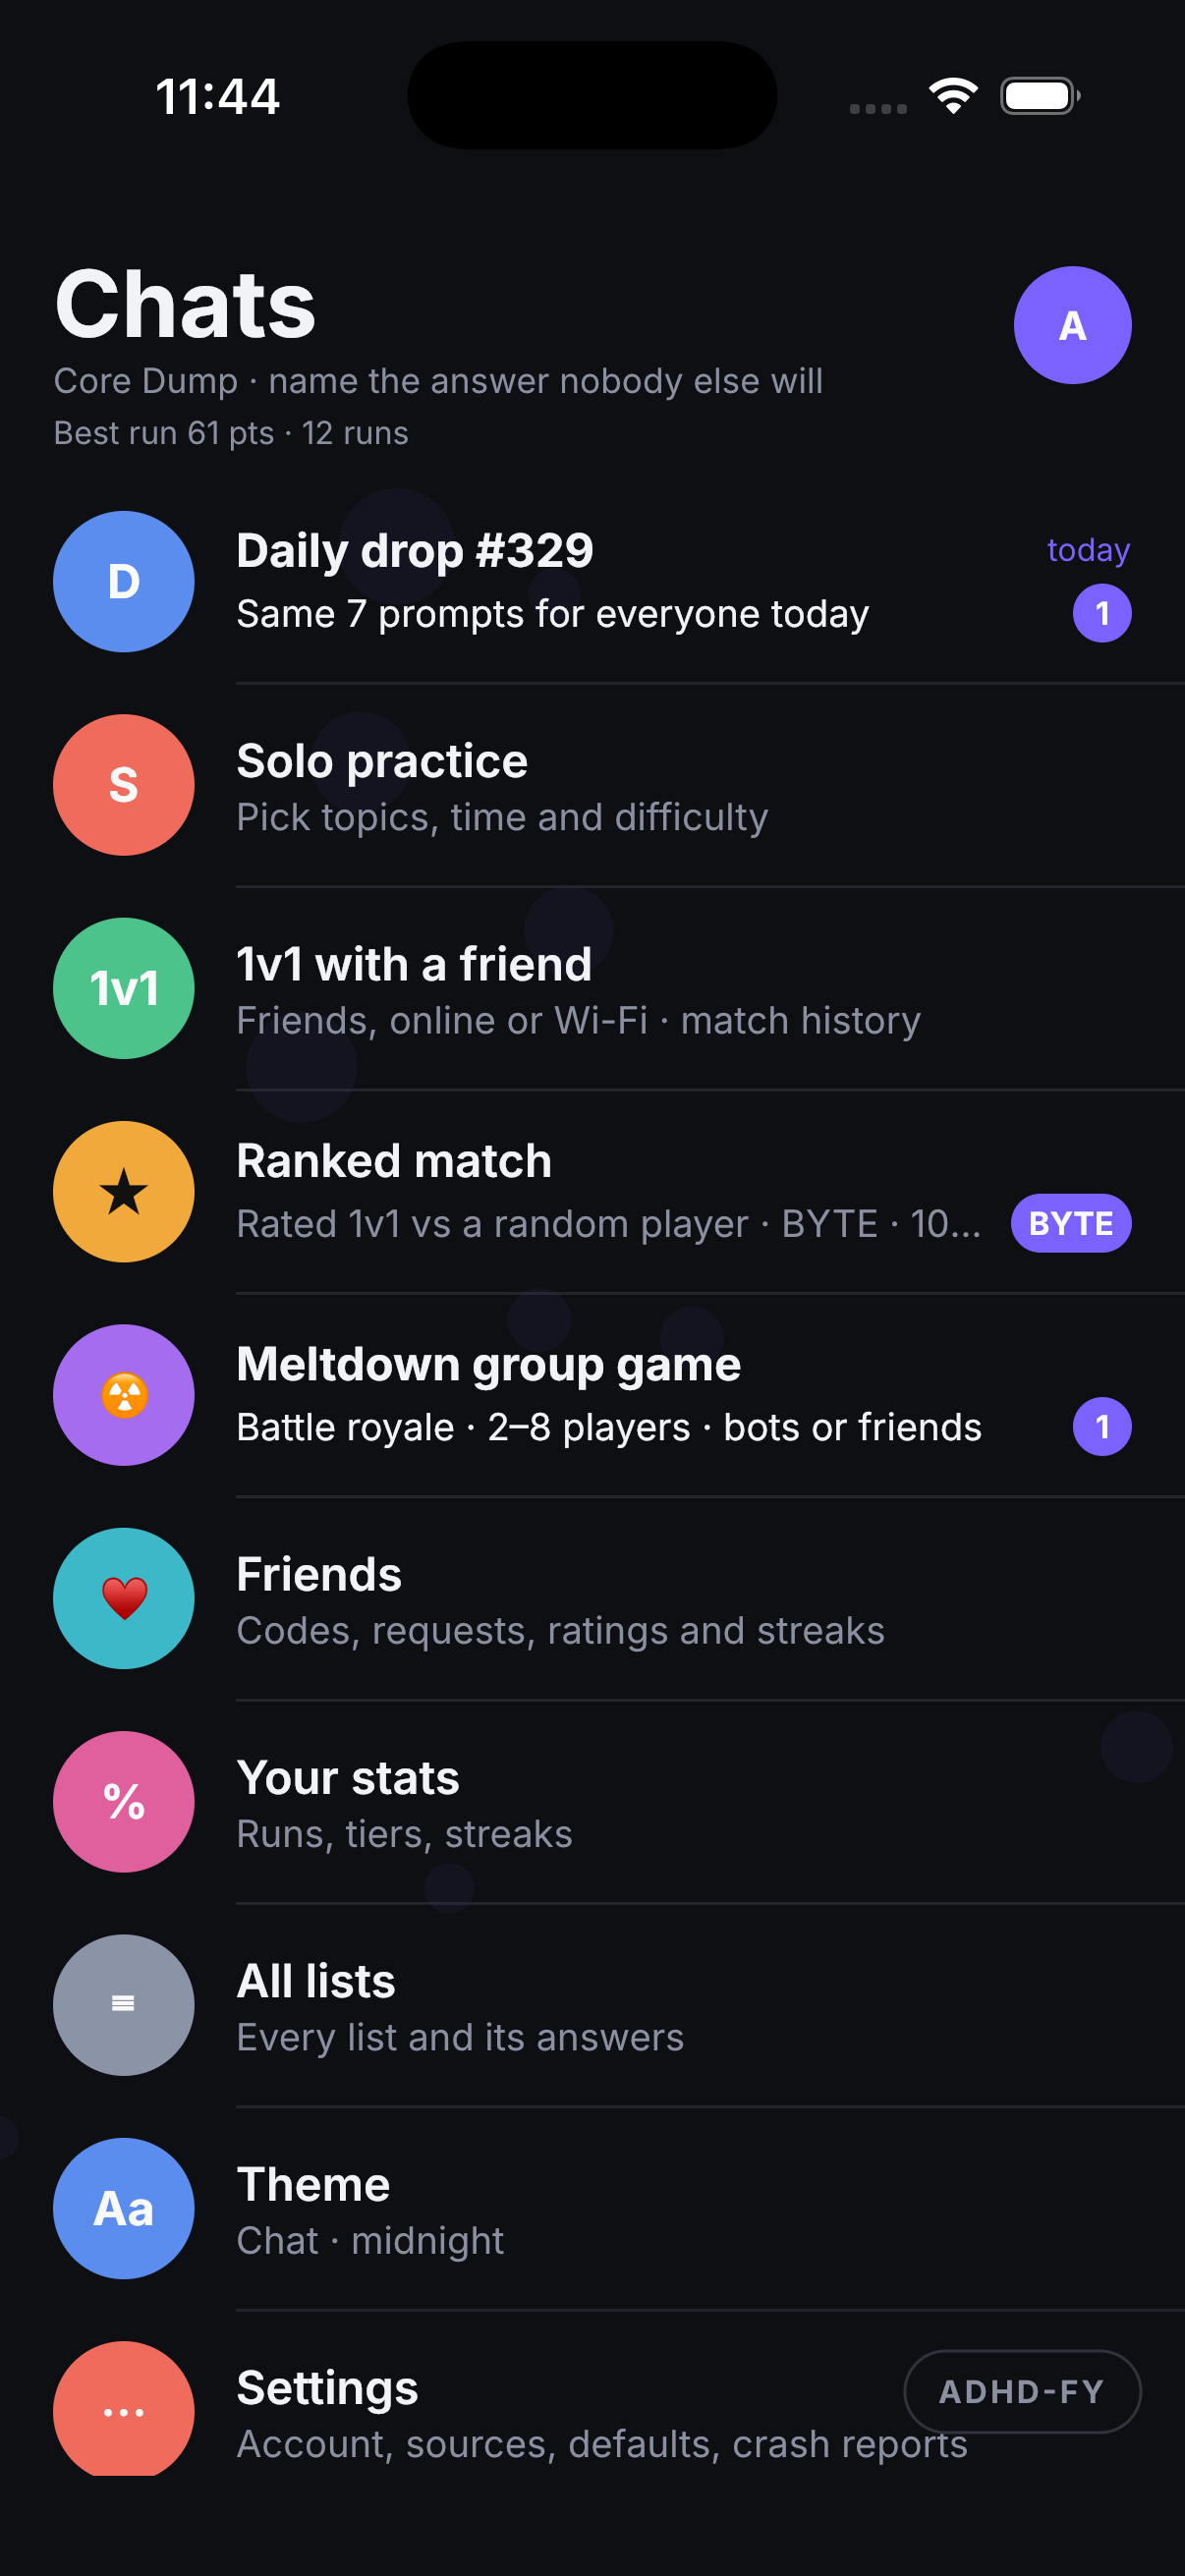 11:44
Chats
A
Core Dump · name the answer nobody else will
Best run 61 pts · 12 runs
D
Daily drop #329
today
Same 7 prompts for everyone today
1
S
Solo practice
Pick topics, time and difficulty
1v1
1v1 with a friend
Friends, online or Wi-Fi · match history
★
Ranked match
Rated 1v1 vs a random player · BYTE · 10...
BYTE
Meltdown group game
Battle royale · 2–8 players · bots or friends
1
Friends
Codes, requests, ratings and streaks
%
Your stats
Runs, tiers, streaks
≡
All lists
Every list and its answers
Aa
Theme
Chat · midnight
...
Settings
ADHD-FY
Account, sources, defaults, crash reports